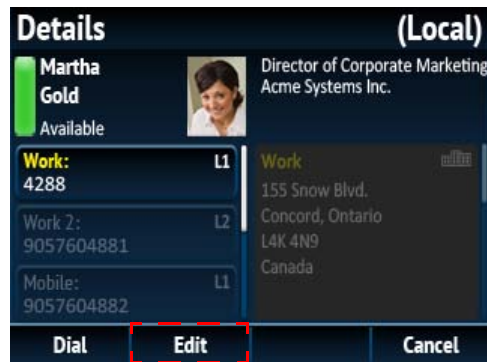 Details (Local)
Martha
Gold
Available
Director of Corporate Marketing
Acme Systems Inc.
Work: L1
4288
Work 2: L2
9057604881
Mobile: L1
9057604882
Work
155 Snow Blvd.
Concord, Ontario
L4K 4N9
Canada
Dial Edit Cancel